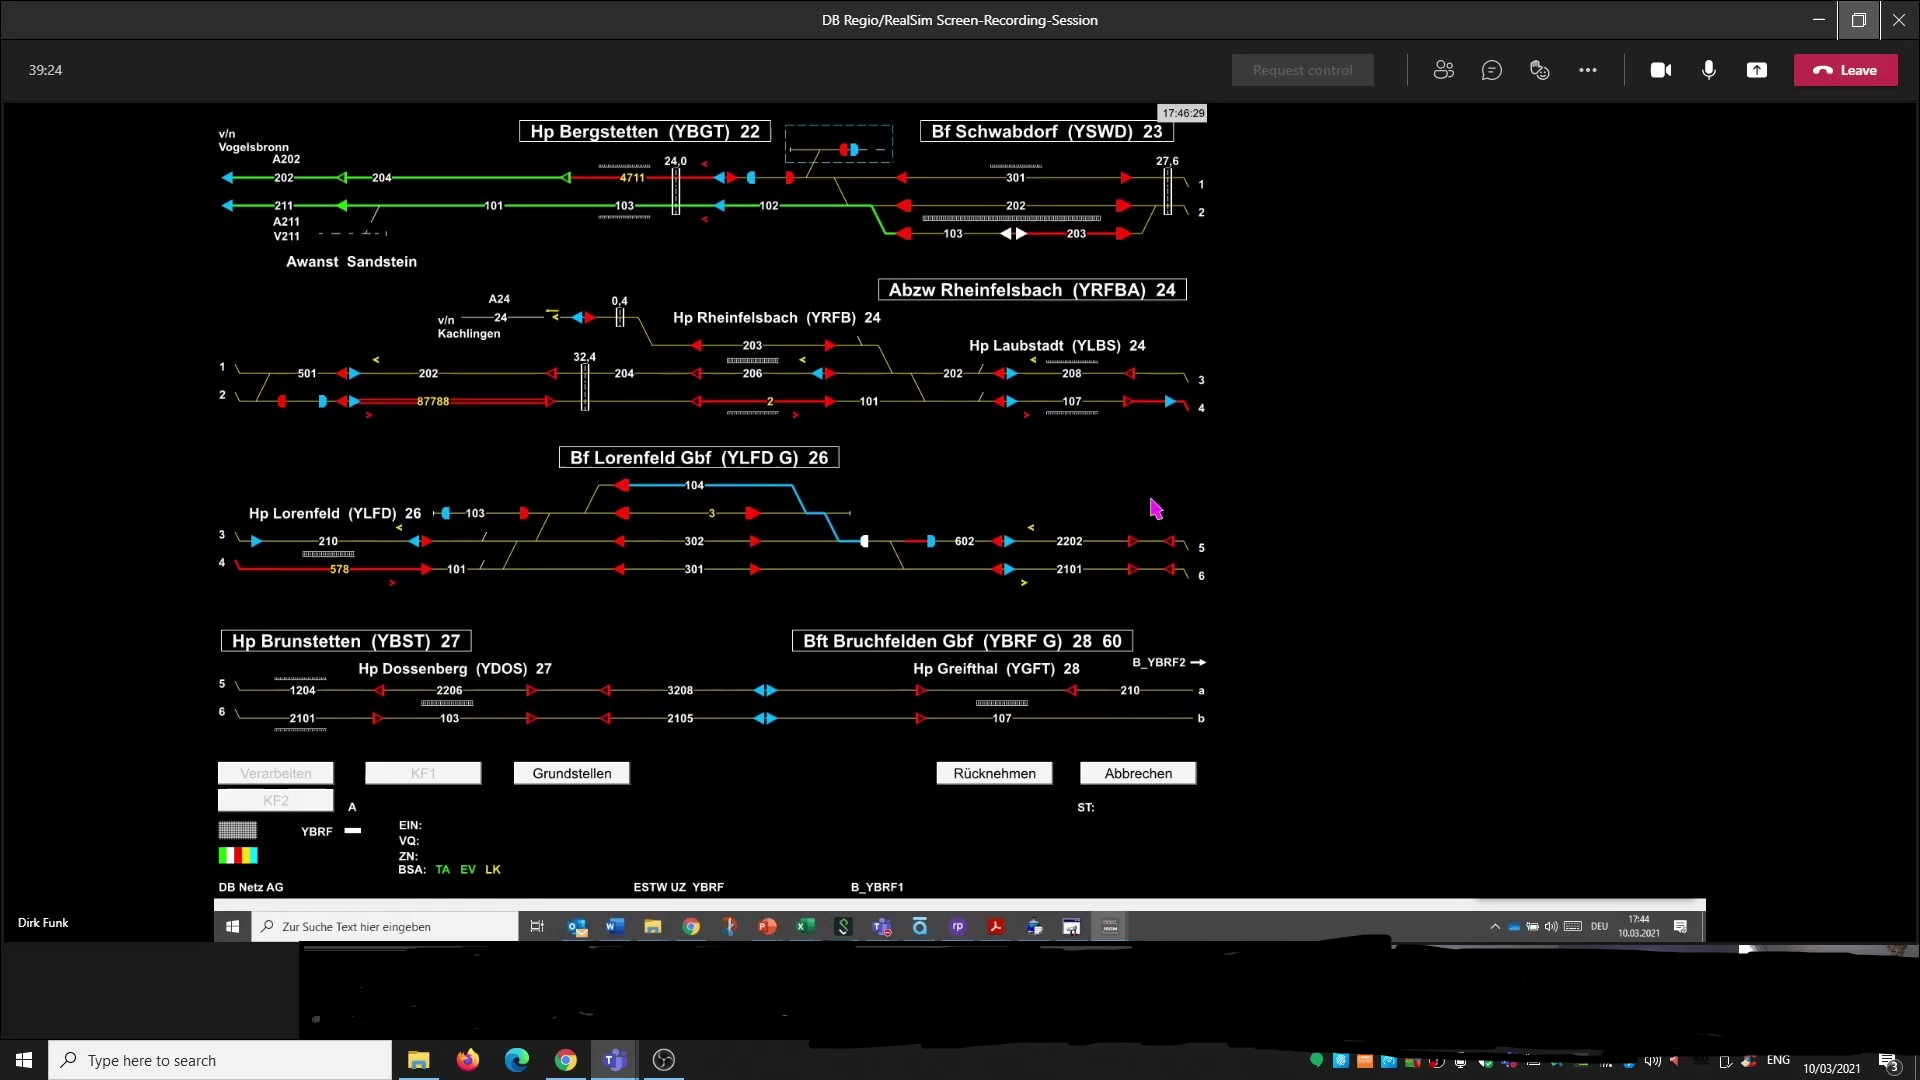 DB Regio/RealSim Screen-Recording-Session
39:24
Request control
Leave
17:46:29
v/n
Vogelsbronn
Hp Bergstetten (YBGT) 22
Bf Schwabdorf (YSWD) 23
A202
24,0
27,6
202 204 4711 301 1
211 101 103 102 202 2
A211
V211
103 203
Awanst Sandstein
Abzw Rheinfelsbach (YRFBA) 24
A24
0,4
v/n
Kachlingen
24
Hp Rheinfelsbach (YRFB) 24
203
Hp Laubstadt (YLBS) 24
32,4
1 501 202 204 206 202 208 3
2 87788 2 101 107 4
Bf Lorenfeld Gbf (YLFD G) 26
104
Hp Lorenfeld (YLFD) 26 103 3
3 210 302 602 2202 5
4 578 101 301 2101 6
Hp Brunstetten (YBST) 27
Bft Bruchfelden Gbf (YBRF G) 28 60
Hp Dossenberg (YDOS) 27
Hp Greifthal (YGFT) 28
B_YBRF2
5 1204 2206 3208 210 a
6 2101 103 2105 107 b
Verarbeiten KF1 Grundstellen Rücknehmen Abbrechen
KF2
A
ST:
YBRF
EIN:
VQ:
ZN:
BSA: TA EV LK
DB Netz AG ESTW UZ YBRF B_YBRF1
Dirk Funk
Zur Suche Text hier eingeben
DEU
17:44
10.03.2021
Type here to search
ENG
10/03/2021
3